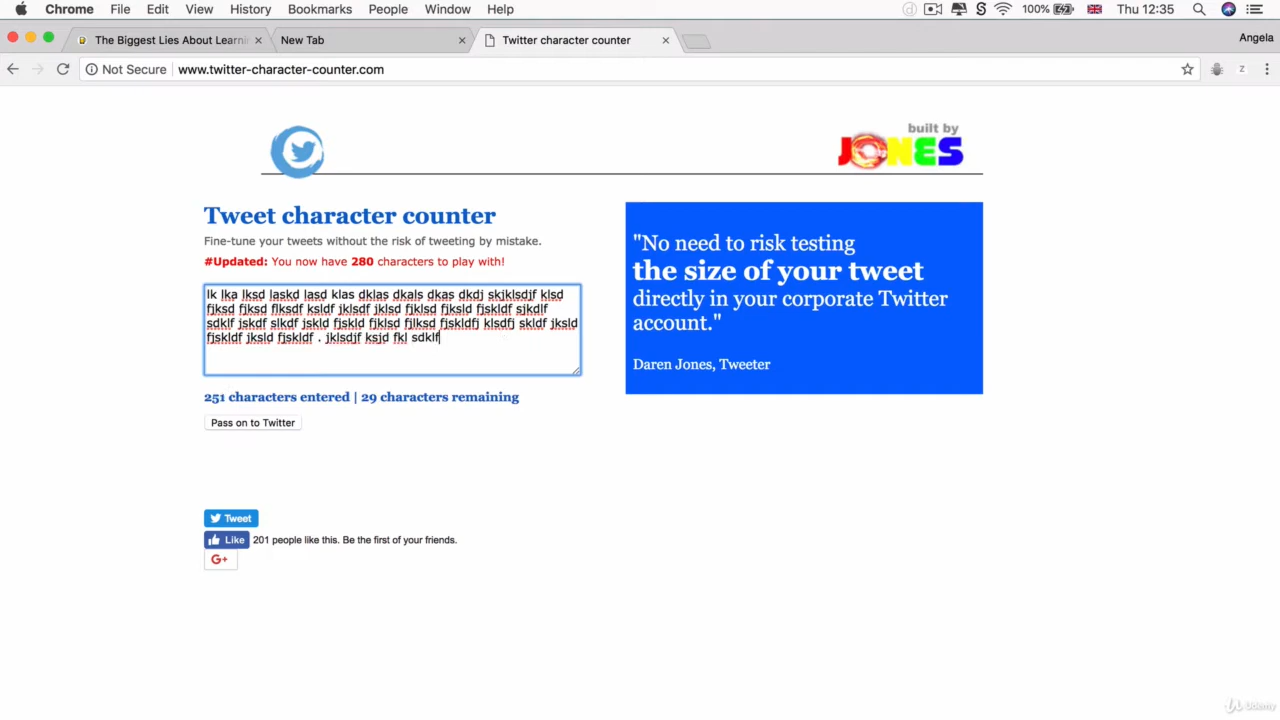 Chrome File Edit View History Bookmarks People Window Help 100% Thu 12:35
The Biggest Lies About Learni New Tab Twitter character counter Angela
Not Secure www.twitter-character-counter.com
built by
JONES
Tweet character counter
Fine-tune your tweets without the risk of tweeting by mistake.
#Updated: You now have 280 characters to play with!
lk lka lksd laskd lasd klas dklas dkals dkas dkdj skjklsdjf klsd
fjksd fjksd flksdf ksldf jklsdf jklsd fjklsd fjksld fjskldf sjkdlf
sdklf jskdf slkdf jskld fjskld fjklsd fjlksd fjskldfj klsdfj skldf jksld
fjskldf jksld fjskldf . jklsdjf ksjd fkl sdklf
251 characters entered | 29 characters remaining
Pass on to Twitter
"No need to risk testing
the size of your tweet
directly in your corporate Twitter
account."
Daren Jones, Tweeter
Tweet
Like 201 people like this. Be the first of your friends.
G+
Udemy